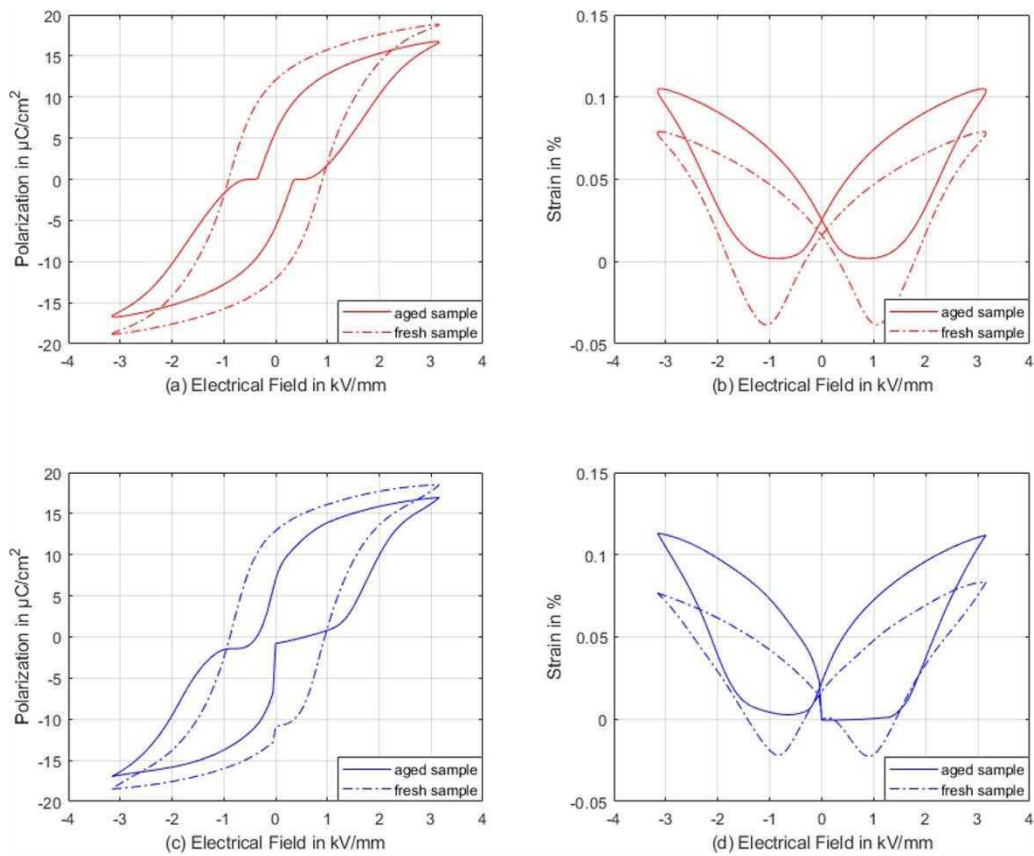 20
15
10
5
0
-5
-10
-15
-20
Polarization in µC/cm²
-4 -3 -2 -1 0 1 2 3 4
aged sample
fresh sample
(a) Electrical Field in kV/mm
0.15
0.1
0.05
0
-0.05
Strain in %
-4 -3 -2 -1 0 1 2 3 4
aged sample
fresh sample
(b) Electrical Field in kV/mm
20
15
10
5
0
-5
-10
-15
-20
Polarization in µC/cm²
-4 -3 -2 -1 0 1 2 3 4
aged sample
fresh sample
(c) Electrical Field in kV/mm
0.15
0.1
0.05
0
-0.05
Strain in %
-4 -3 -2 -1 0 1 2 3 4
aged sample
fresh sample
(d) Electrical Field in kV/mm